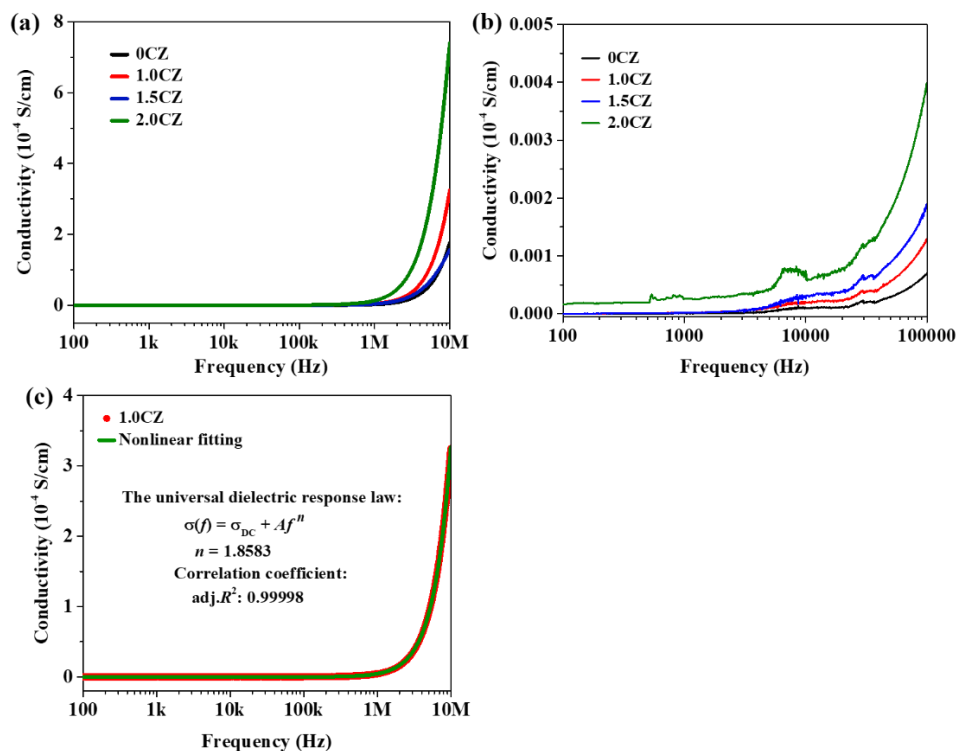 (a)
Conductivity (10⁻⁴ S/cm)
8
6
4
2
0
0CZ
1.0CZ
1.5CZ
2.0CZ
100 1k 10k 100k 1M 10M
Frequency (Hz)
(b)
Conductivity (10⁻⁴ S/cm)
0.005
0.004
0.003
0.002
0.001
0.000
0CZ
1.0CZ
1.5CZ
2.0CZ
100 1000 10000 100000
Frequency (Hz)
(c)
Conductivity (10⁻⁴ S/cm)
4
3
2
1
0
1.0CZ
Nonlinear fitting
The universal dielectric response law:
σ(f) = σ_DC + Af ⁿ
n = 1.8583
Correlation coefficient:
adj.R²: 0.99998
100 1k 10k 100k 1M 10M
Frequency (Hz)